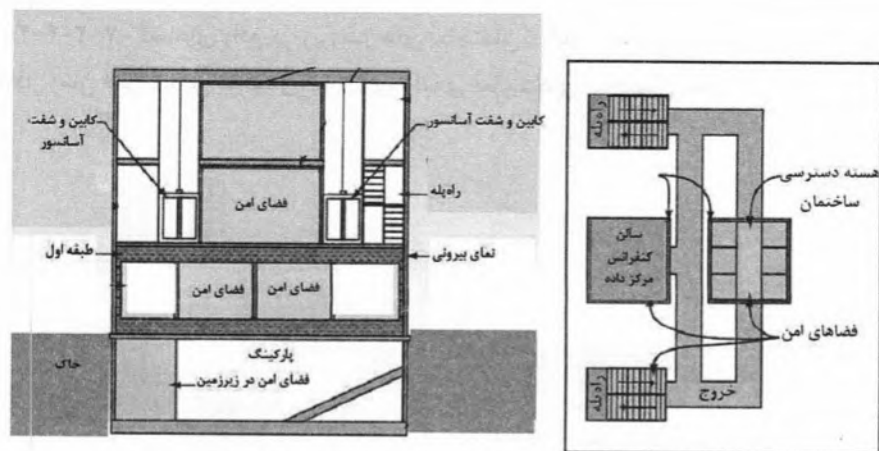 کابین و شفت
آسانسور
کابین و شفت آسانسور
فضای امن
راه‌پله
طبقه اول
نمای بیرونی
فضای امن
فضای امن
خاک
پارکینگ
فضای امن در زیرزمین
راه‌پله
هسته دسترسی
ساختمان
سالن
کنفرانس
مرکز داده
فضاهای امن
راه‌پله
خروج